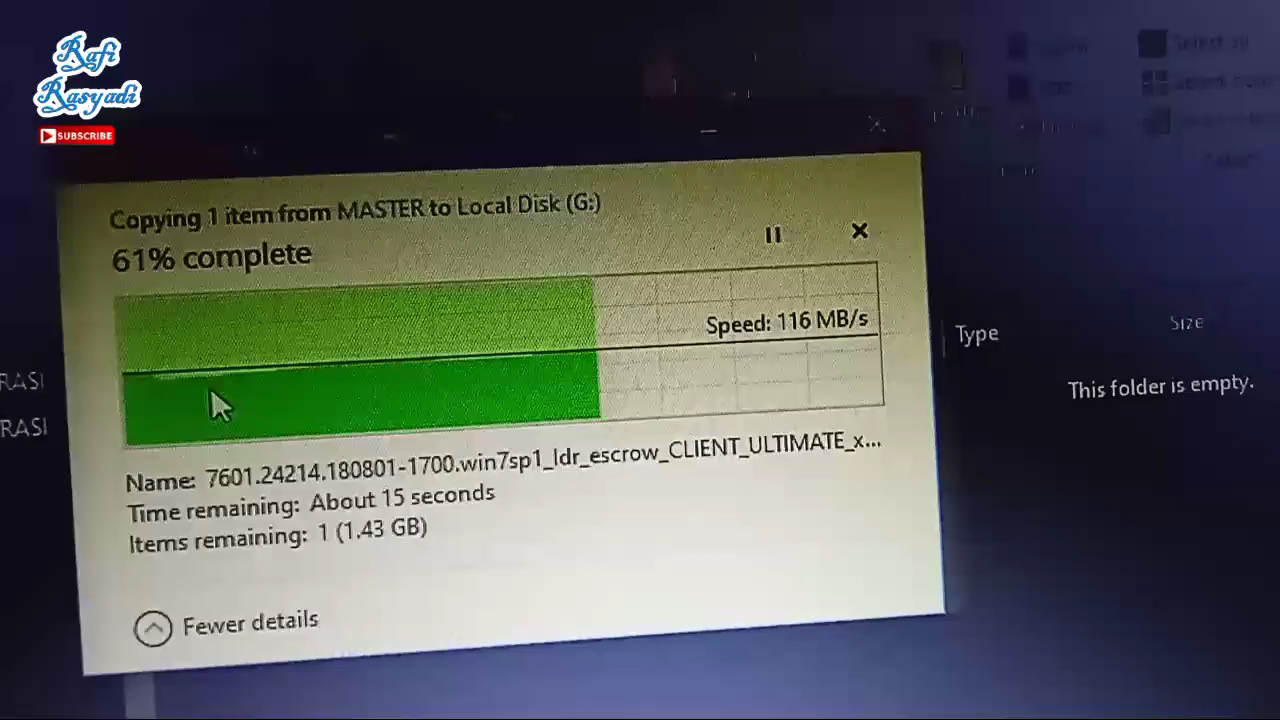 Rafi
Rasyadi
SUBSCRIBE
Select all
Copying 1 item from MASTER to Local Disk (G:)
61% complete
Speed: 116 MB/s
Type
Size
RASI
This folder is empty.
RASI
Name: 7601.24214.180801-1700.win7sp1_ldr_escrow_CLIENT_ULTIMATE_x...
Time remaining: About 15 seconds
Items remaining: 1 (1.43 GB)
Fewer details